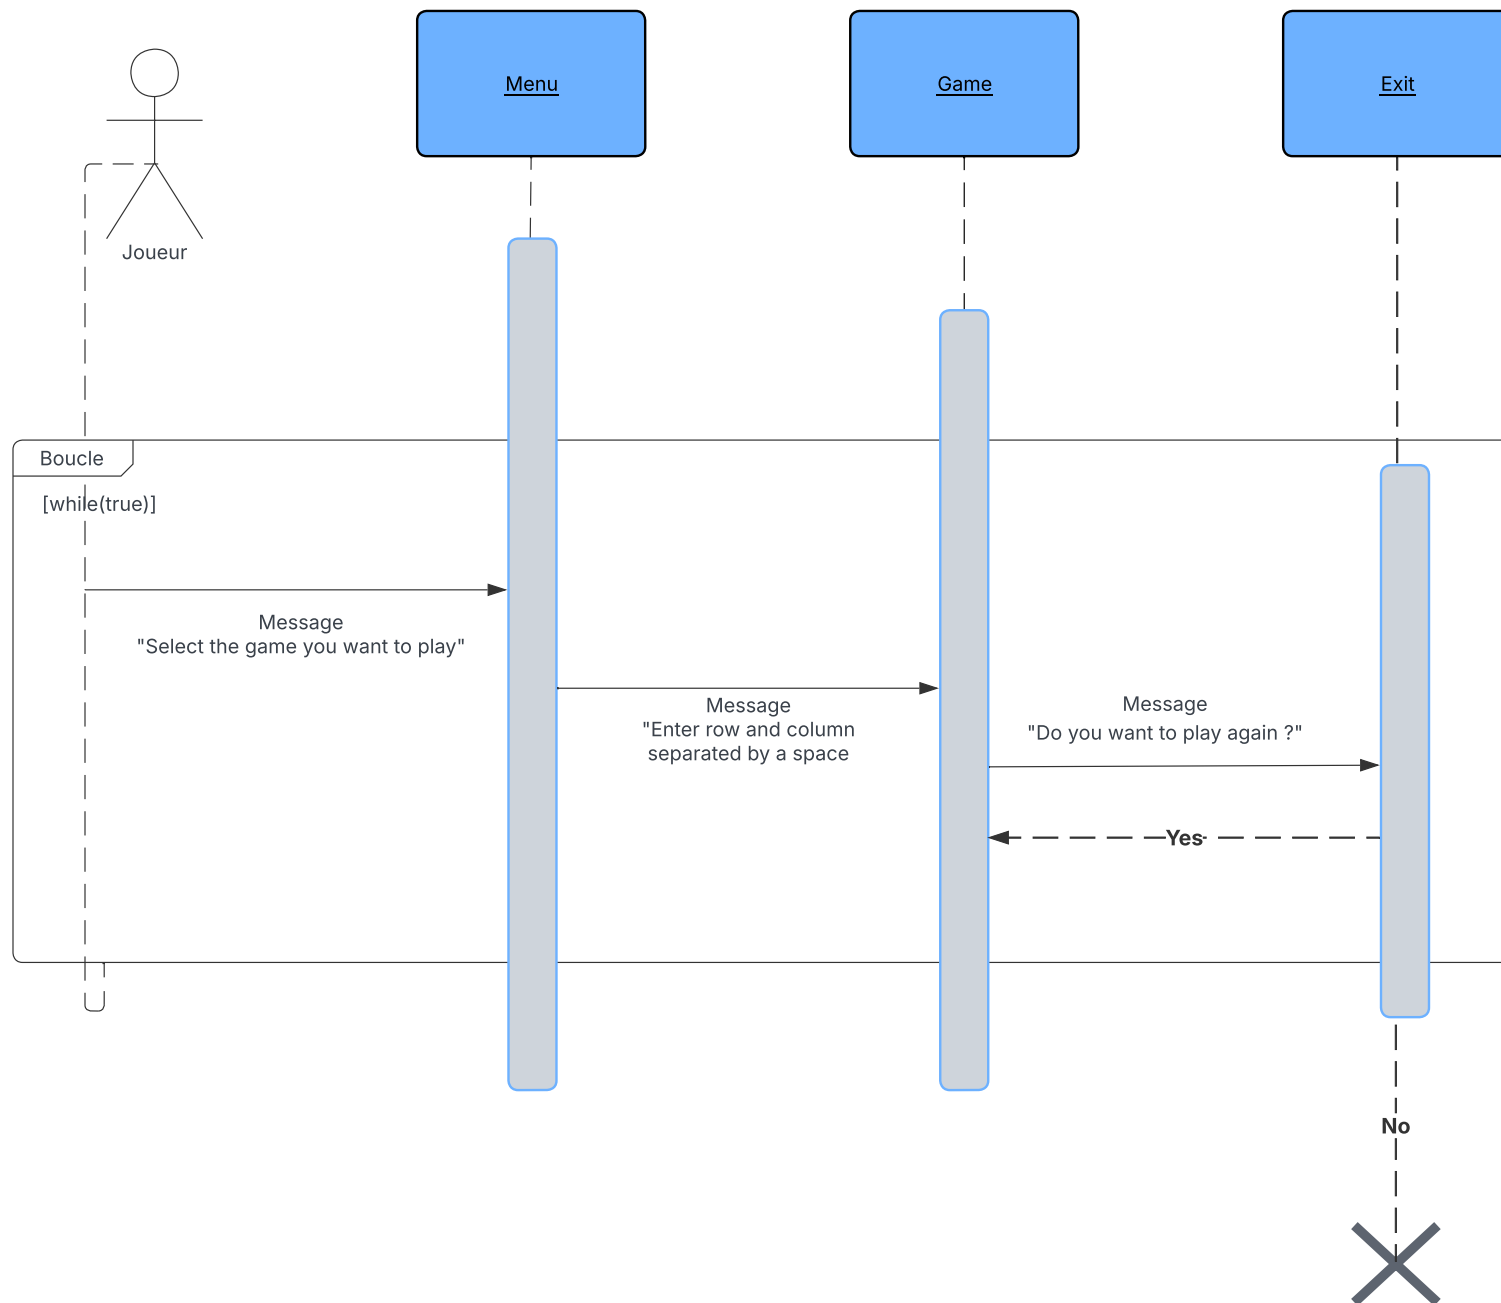 Menu
Game
Exit
Joueur
Boucle
[while(true)]
Message
"Select the game you want to play"
Message
"Enter row and column
separated by a space
Message
"Do you want to play again ?"
Yes
No